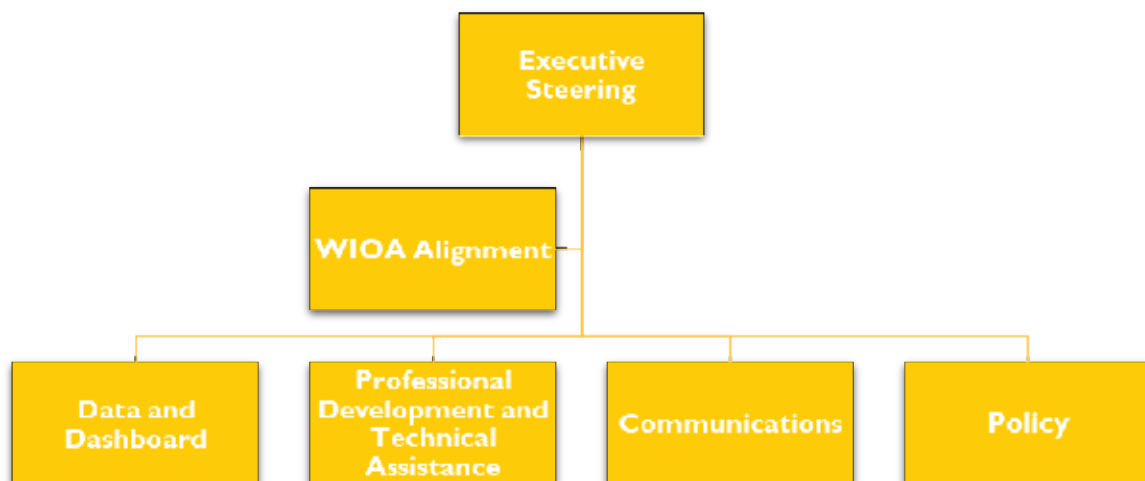 Executive
Steering
WIOA Alignment
Data and
Dashboard
Professional
Development and
Technical
Assistance
Communications
Policy